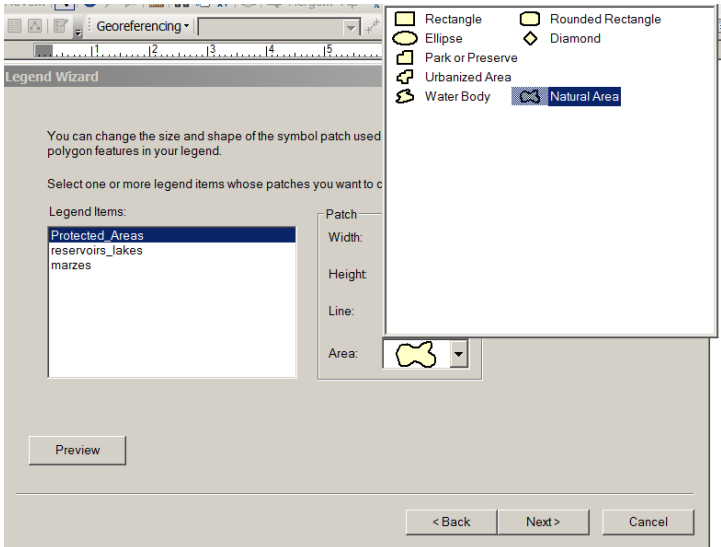 Georeferencing
1 2 3 4 5
Legend Wizard
You can change the size and shape of the symbol patch used
polygon features in your legend.
Select one or more legend items whose patches you want to c
Legend Items:
Protected_Areas
reservoirs_lakes
marzes
Patch
Width:
Height:
Line:
Area:
Rectangle Rounded Rectangle
Ellipse Diamond
Park or Preserve
Urbanized Area
Water Body Natural Area
Preview
< Back Next > Cancel